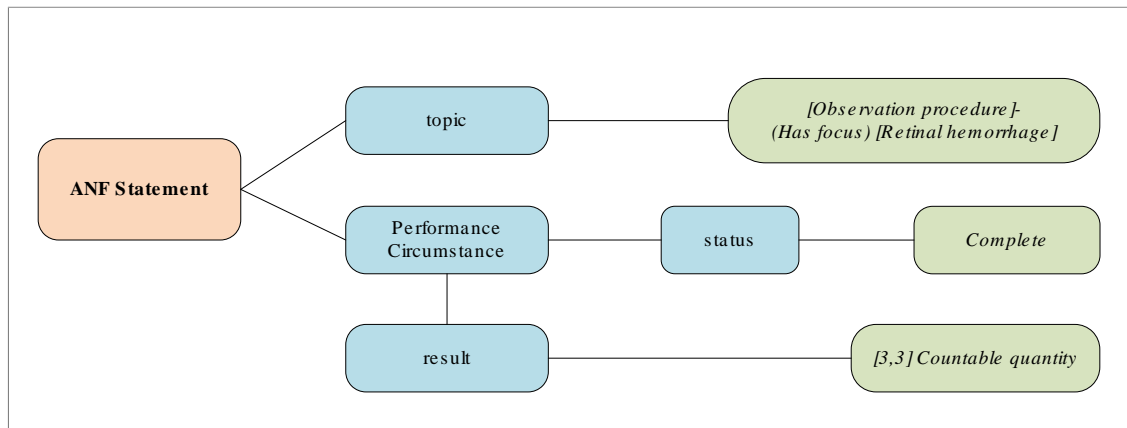 topic
[Observation procedure]-
(Has focus) [Retinal hemorrhage]
ANF Statement
Performance
Circumstance
status
Complete
result
[3,3] Countable quantity